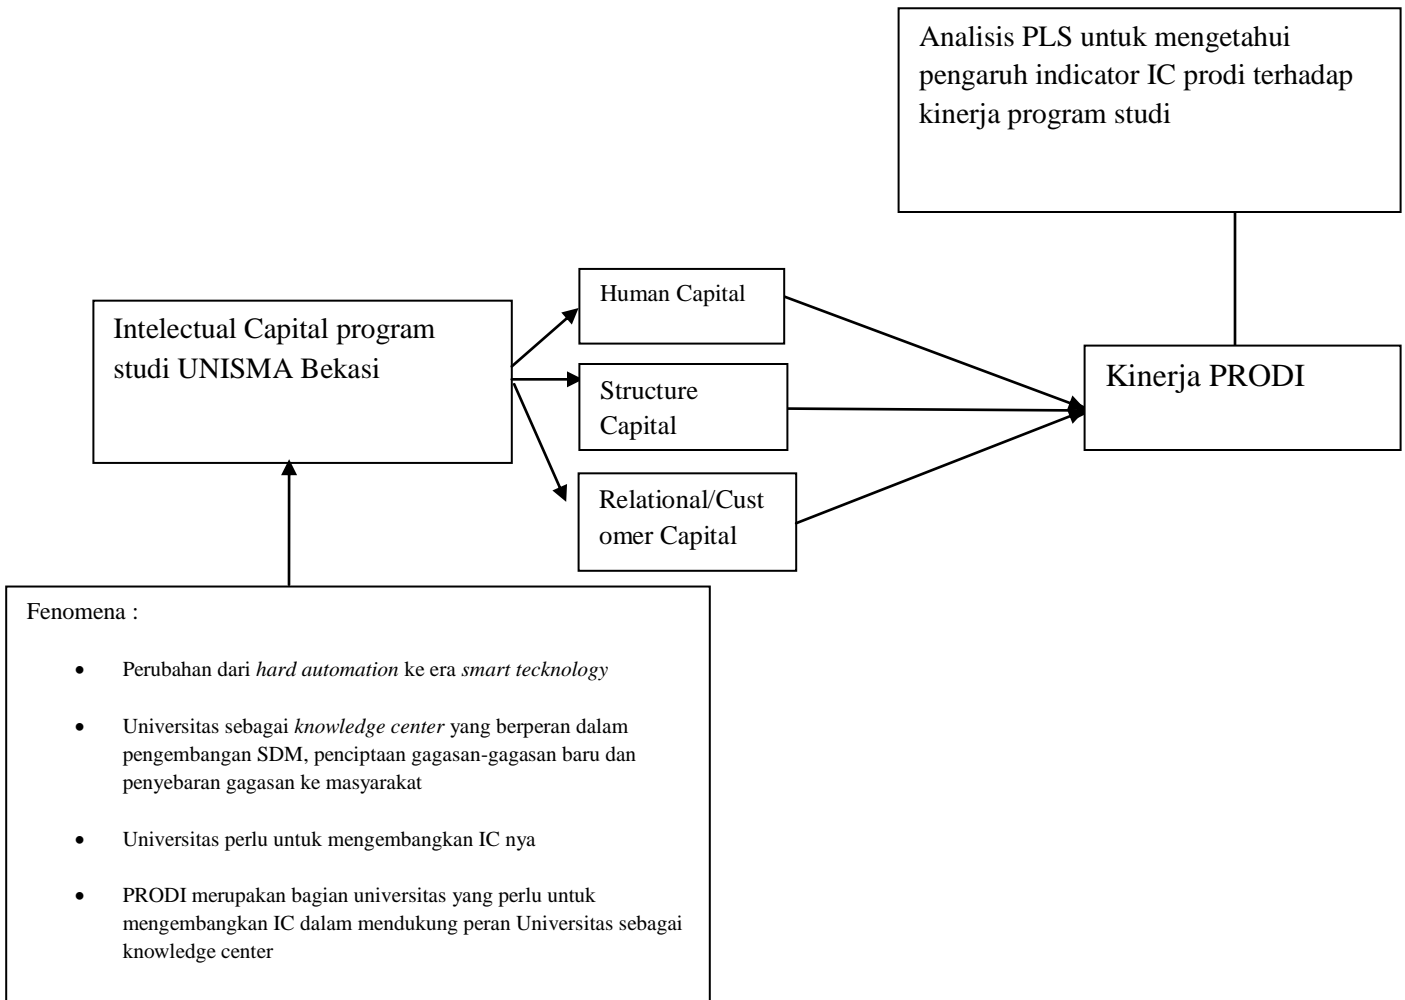 Analisis PLS untuk mengetahui
pengaruh indicator IC prodi terhadap
kinerja program studi
Human Capital
Intelectual Capital program
studi UNISMA Bekasi
Structure
Capital
Kinerja PRODI
Relational/Cust
omer Capital
Fenomena :
• Perubahan dari hard automation ke era smart tecknology
• Universitas sebagai knowledge center yang berperan dalam
pengembangan SDM, penciptaan gagasan-gagasan baru dan
penyebaran gagasan ke masyarakat
• Universitas perlu untuk mengembangkan IC nya
• PRODI merupakan bagian universitas yang perlu untuk
mengembangkan IC dalam mendukung peran Universitas sebagai
knowledge center